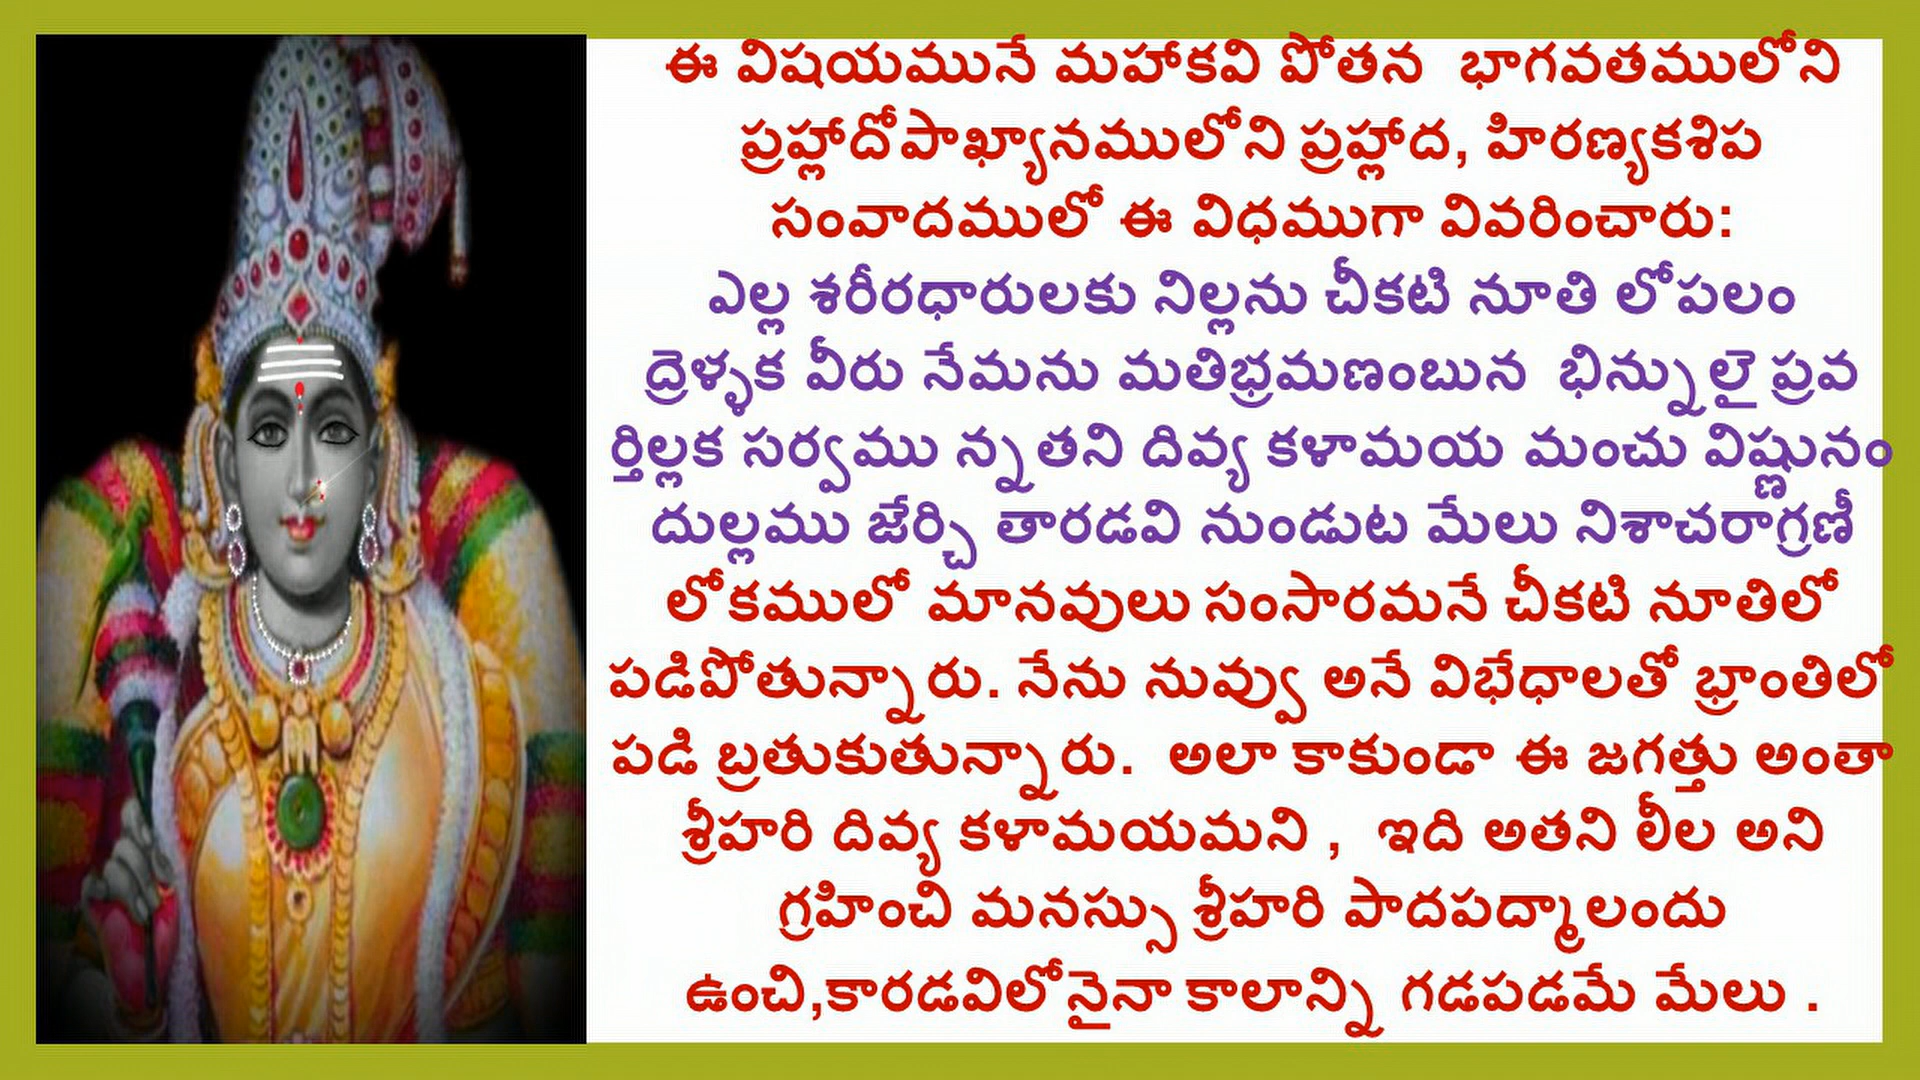 ఈ విషయమునే మహాకవి పోతన భాగవతములోని
ప్రహ్లాదోపాఖ్యానములోని ప్రహ్లాద, హిరణ్యకశిప
సంవాదములో ఈ విధముగా వివరించారు:
ఎల్ల శరీరధారులకు నిల్లను చీకటి నూతి లోపలం
ద్రెళ్ళక వీరు నేమను మతిభ్రమణంబున భిన్నులై ప్రవ
ర్తిల్లక సర్వము న్నతని దివ్య కళామయ మంచు విష్ణునం
దుల్లము జేర్చి తారడవి నుండుట మేలు నిశాచరాగ్రణీ
లోకములో మానవులు సంసారమనే చీకటి నూతిలో
పడిపోతున్నారు. నేను నువ్వు అనే విభేధాలతో భ్రాంతిలో
పడి బ్రతుకుతున్నారు. అలా కాకుండా ఈ జగత్తు అంతా
శ్రీహరి దివ్య కళామయమని , ఇది అతని లీల అని
గ్రహించి మనస్సు శ్రీహరి పాదపద్మాలందు
ఉంచి,కారడవిలోనైనా కాలాన్ని గడపడమే మేలు .